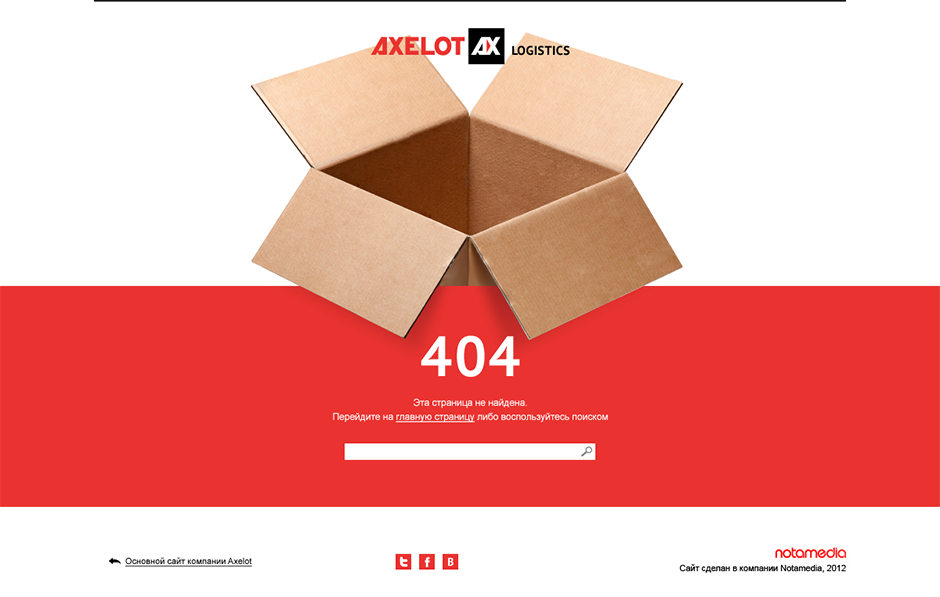 AXELOT AX LOGISTICS
404
Эта страница не найдена.
Перейдите на главную страницу либо воспользуйтесь поиском
Основной сайт компании Axelot
t f B
notamedia
Сайт сделан в компании Notamedia, 2012